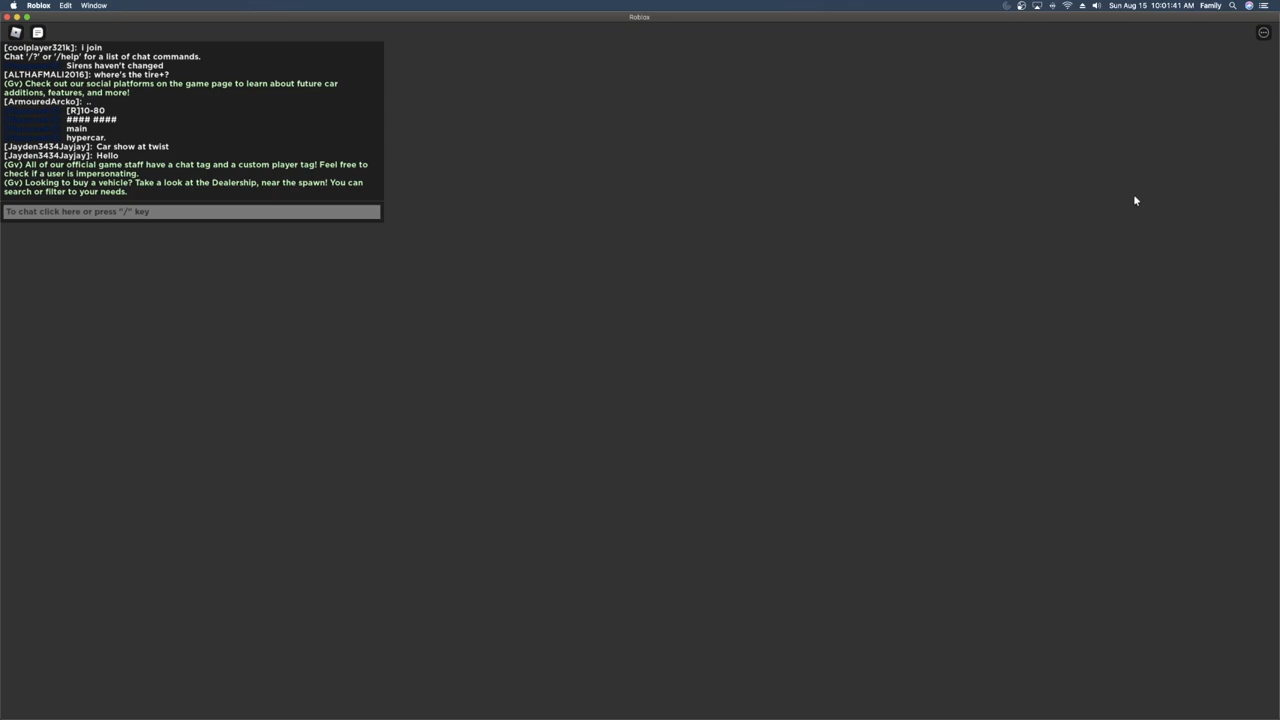 Roblox Edit Window Sun Aug 15 10:01:41 AM Family
Roblox
[coolplayer321k]: i join
Chat '/?' or '/help' for a list of chat commands.
Sirens haven't changed
[ALTHAFMALI2016]: where's the tire+?
(Gv) Check out our social platforms on the game page to learn about future car
additions, features, and more!
[ArmouredArcko]: ..
[R]10-80
#### ####
main
hypercar.
[Jayden3434Jayjay]: Car show at twist
[Jayden3434Jayjay]: Hello
(Gv) All of our official game staff have a chat tag and a custom player tag! Feel free to
check if a user is impersonating.
(Gv) Looking to buy a vehicle? Take a look at the Dealership, near the spawn! You can
search or filter to your needs.
To chat click here or press "/" key